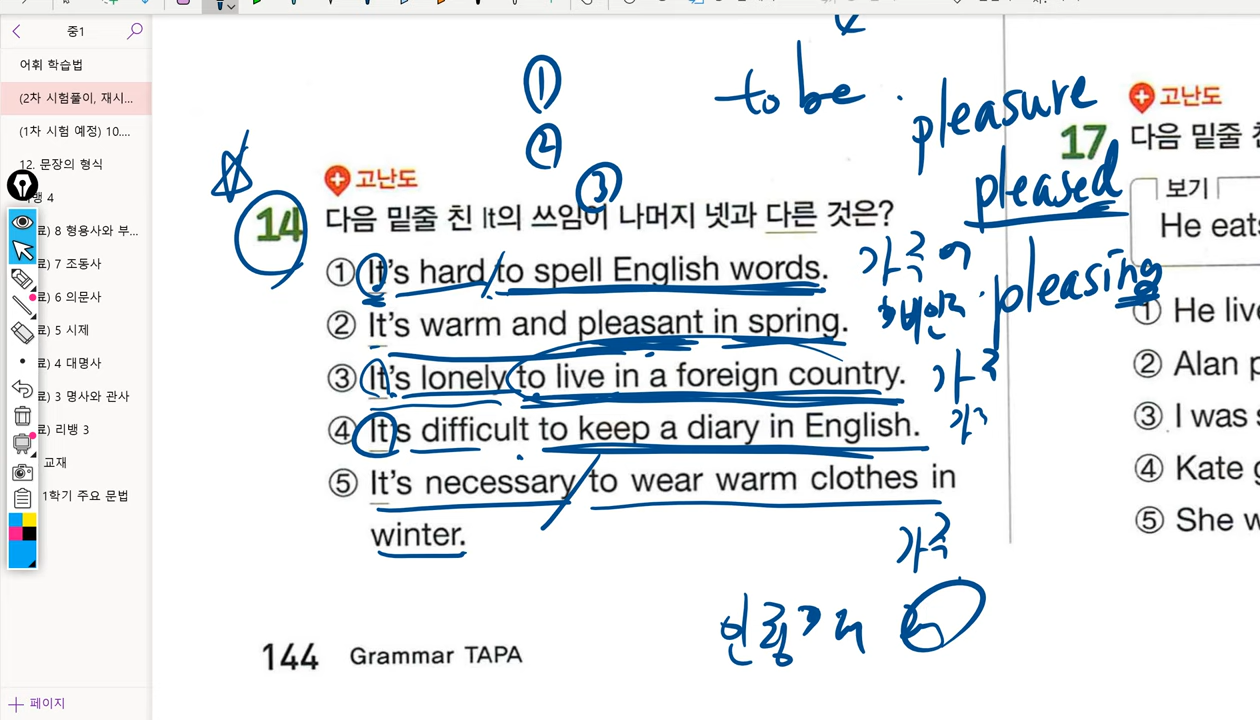 중1
어휘 학습법
(2차 시험풀이, 재시...
(1차 시험 예정) 10....
12. 문장의 형식
뱅 4
료) 8 형용사와 부...
료) 7 조동사
료) 6 의문사
료) 5 시제
료) 4 대명사
료) 3 명사와 관사
료) 리뱅 3
교재
1학기 주요 문법
+ 페이지
①
②
③
to be
pleasure
pleased
pleasing
고난도
14 다음 밑줄 친 It의 쓰임이 나머지 넷과 다른 것은?
① It's hard to spell English words.
② It's warm and pleasant in spring.
③ It's lonely to live in a foreign country.
④ It's difficult to keep a diary in English.
⑤ It's necessary to wear warm clothes in
winter.
가주어
비인칭
가주
가주
가주
144 Grammar TAPA
고난도
17 다음 밑줄 친
보기
He eats
① He live
② Alan p
③ I was s
④ Kate g
⑤ She w